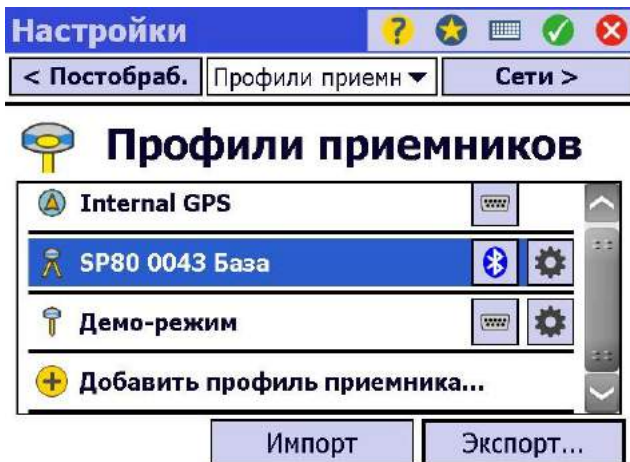 Настройки
?
< Постобраб. Профили приемн Сети >
Профили приемников
Internal GPS
SP80 0043 База
Демо-режим
Добавить профиль приемника...
Импорт Экспорт...